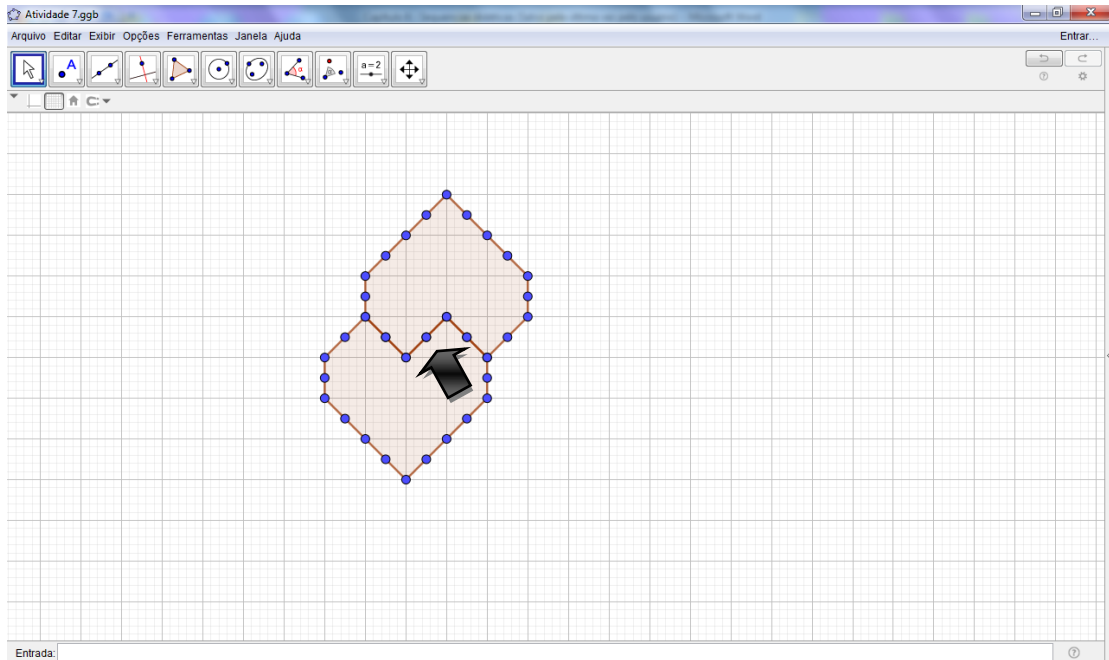 Atividade 7.ggb
Arquivo Editar Exibir Opções Ferramentas Janela Ajuda
Entrar...
A
α
a=2
Entrada: